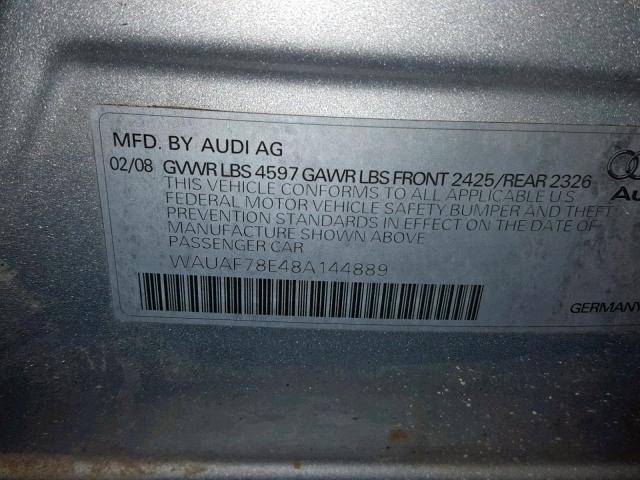 MFD. BY AUDI AG
02/08 GVWR LBS 4597 GAWR LBS FRONT 2425/REAR 2326
THIS VEHICLE CONFORMS TO ALL APPLICABLE U.S
FEDERAL MOTOR VEHICLE SAFETY, BUMPER AND THEFT
PREVENTION STANDARDS IN EFFECT ON THE DATE OF
MANUFACTURE SHOWN ABOVE
PASSENGER CAR
WAUAF78E48A144889
GERMANY